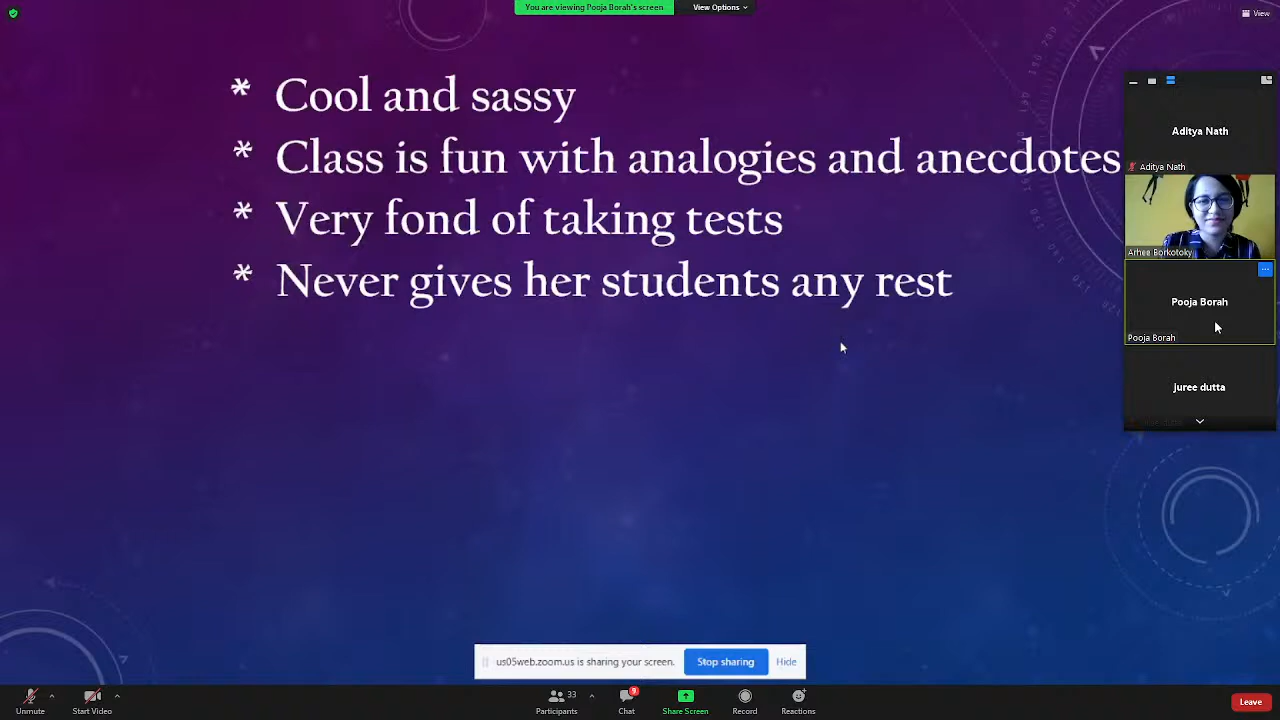 You are viewing Pooja Borah's screen
View Options
View
* Cool and sassy
* Class is fun with analogies and anecdotes
* Very fond of taking tests
* Never gives her students any rest
Aditya Nath
Aditya Nath
Arhee Borkotoky
Pooja Borah
Pooja Borah
Juree dutta
us05web.zoom.us is sharing your screen.
Stop sharing
Hide
Unmute
Start Video
33
Participants
9
Chat
Share Screen
Record
Reactions
Leave